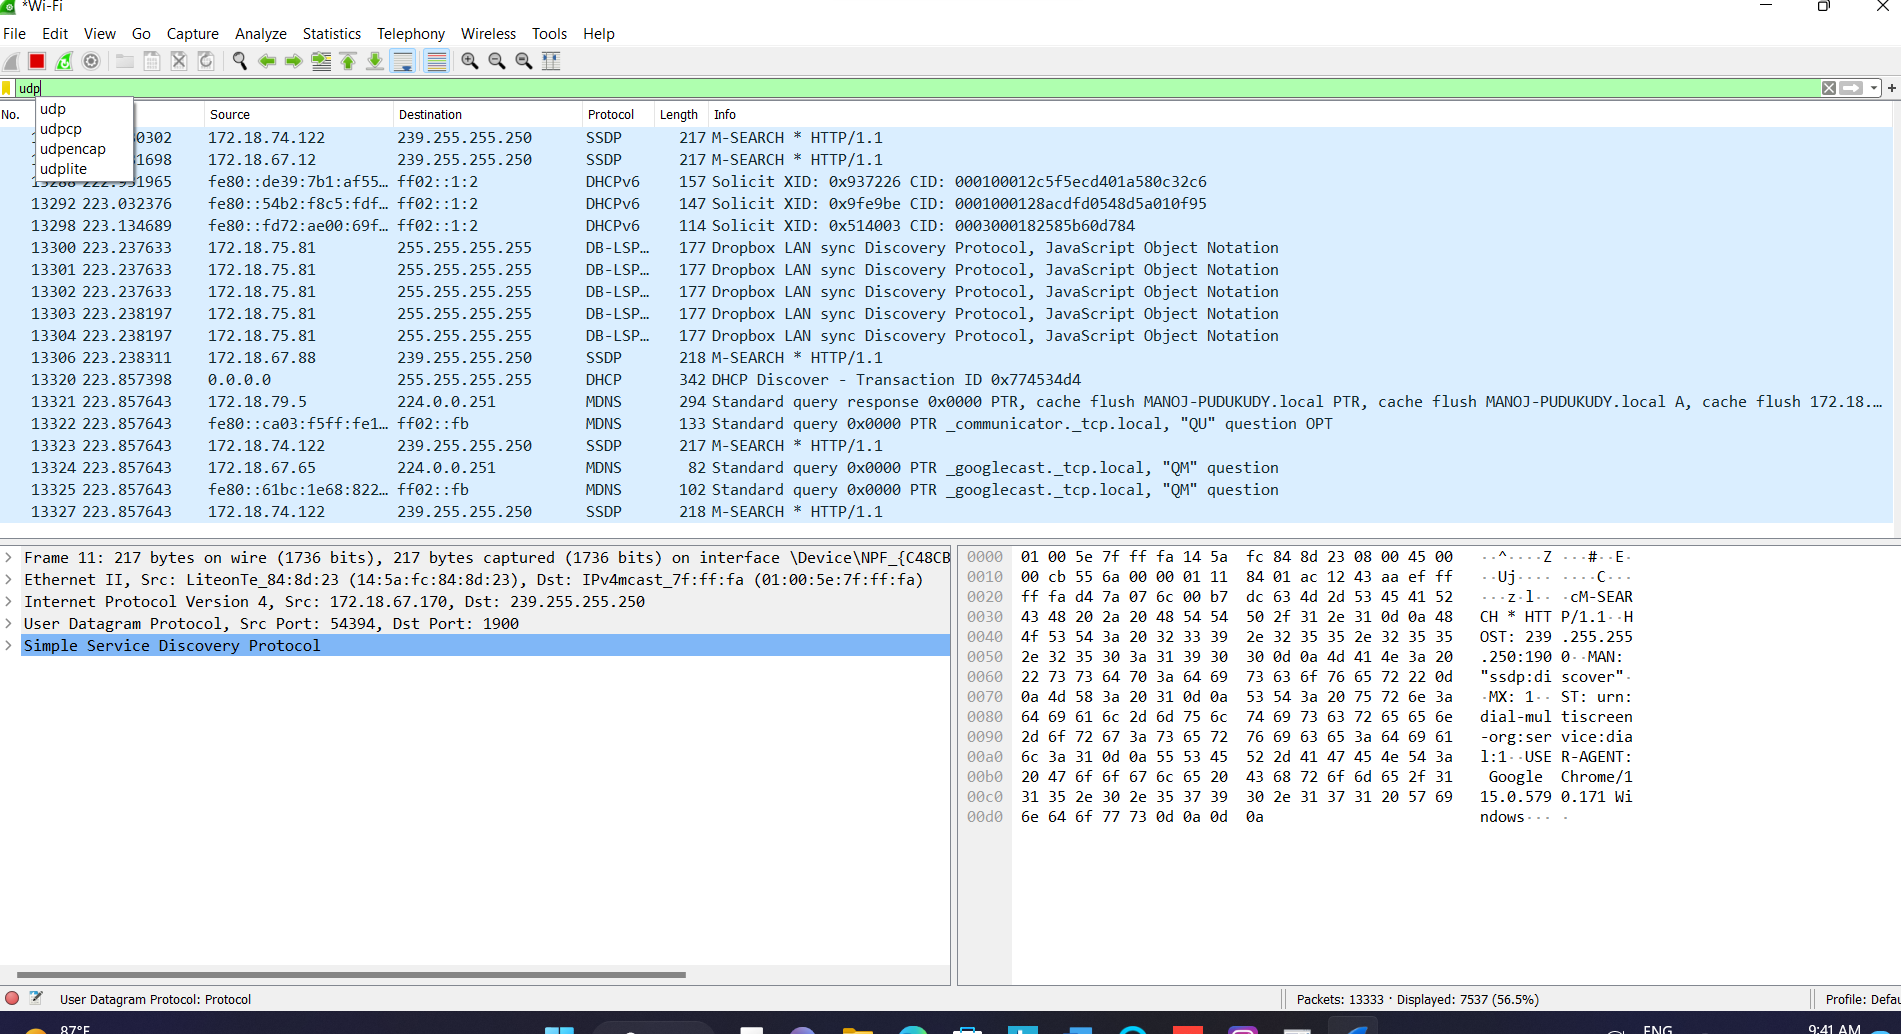 *Wi-Fi
File Edit View Go Capture Analyze Statistics Telephony Wireless Tools Help
udp
udp
udpcp
udpencap
udplite
No. Source Destination Protocol Length Info
172.18.74.122 239.255.255.250 SSDP 217 M-SEARCH * HTTP/1.1
172.18.67.12 239.255.255.250 SSDP 217 M-SEARCH * HTTP/1.1
fe80::de39:7b1:af55… ff02::1:2 DHCPv6 157 Solicit XID: 0x937226 CID: 000100012c5f5ecd401a580c32c6
13292 223.032376 fe80::54b2:f8c5:fdf… ff02::1:2 DHCPv6 147 Solicit XID: 0x9fe9be CID: 0001000128acdfd0548d5a010f95
13298 223.134689 fe80::fd72:ae00:69f… ff02::1:2 DHCPv6 114 Solicit XID: 0x514003 CID: 0003000182585b60d784
13300 223.237633 172.18.75.81 255.255.255.255 DB-LSP… 177 Dropbox LAN sync Discovery Protocol, JavaScript Object Notation
13301 223.237633 172.18.75.81 255.255.255.255 DB-LSP… 177 Dropbox LAN sync Discovery Protocol, JavaScript Object Notation
13302 223.237633 172.18.75.81 255.255.255.255 DB-LSP… 177 Dropbox LAN sync Discovery Protocol, JavaScript Object Notation
13303 223.238197 172.18.75.81 255.255.255.255 DB-LSP… 177 Dropbox LAN sync Discovery Protocol, JavaScript Object Notation
13304 223.238197 172.18.75.81 255.255.255.255 DB-LSP… 177 Dropbox LAN sync Discovery Protocol, JavaScript Object Notation
13306 223.238311 172.18.67.88 239.255.255.250 SSDP 218 M-SEARCH * HTTP/1.1
13320 223.857398 0.0.0.0 255.255.255.255 DHCP 342 DHCP Discover - Transaction ID 0x774534d4
13321 223.857643 172.18.79.5 224.0.0.251 MDNS 294 Standard query response 0x0000 PTR, cache flush MANOJ-PUDUKUDY.local PTR, cache flush MANOJ-PUDUKUDY.local A, cache flush 172.18.…
13322 223.857643 fe80::ca03:f5ff:fe1… ff02::fb MDNS 133 Standard query 0x0000 PTR _communicator._tcp.local, "QU" question OPT
13323 223.857643 172.18.74.122 239.255.255.250 SSDP 217 M-SEARCH * HTTP/1.1
13324 223.857643 172.18.67.65 224.0.0.251 MDNS 82 Standard query 0x0000 PTR _googlecast._tcp.local, "QM" question
13325 223.857643 fe80::61bc:1e68:822… ff02::fb MDNS 102 Standard query 0x0000 PTR _googlecast._tcp.local, "QM" question
13327 223.857643 172.18.74.122 239.255.255.250 SSDP 218 M-SEARCH * HTTP/1.1
Frame 11: 217 bytes on wire (1736 bits), 217 bytes captured (1736 bits) on interface \Device\NPF_{C48CB
Ethernet II, Src: LiteonTe_84:8d:23 (14:5a:fc:84:8d:23), Dst: IPv4mcast_7f:ff:fa (01:00:5e:7f:ff:fa)
Internet Protocol Version 4, Src: 172.18.67.170, Dst: 239.255.255.250
User Datagram Protocol, Src Port: 54394, Dst Port: 1900
Simple Service Discovery Protocol
0000 01 00 5e 7f ff fa 14 5a fc 84 8d 23 08 00 45 00 ··^····Z ···#··E·
0010 00 cb 55 6a 00 00 01 11 84 01 ac 12 43 aa ef ff ··Uj···· ····C···
0020 ff fa d4 7a 07 6c 00 b7 dc 63 4d 2d 53 45 41 52 ···z·l·· ·cM-SEAR
0030 43 48 20 2a 20 48 54 54 50 2f 31 2e 31 0d 0a 48 CH * HTT P/1.1··H
0040 4f 53 54 3a 20 32 33 39 2e 32 35 35 2e 32 35 35 OST: 239 .255.255
0050 2e 32 35 30 3a 31 39 30 30 0d 0a 4d 41 4e 3a 20 .250:190 0··MAN:
0060 22 73 73 64 70 3a 64 69 73 63 6f 76 65 72 22 0d "ssdp:di scover"·
0070 0a 4d 58 3a 20 31 0d 0a 53 54 3a 20 75 72 6e 3a ·MX: 1·· ST: urn:
0080 64 69 61 6c 2d 6d 75 6c 74 69 73 63 72 65 65 6e dial-mul tiscreen
0090 2d 6f 72 67 3a 73 65 72 76 69 63 65 3a 64 69 61 -org:ser vice:dia
00a0 6c 3a 31 0d 0a 55 53 45 52 2d 41 47 45 4e 54 3a l:1··USE R-AGENT:
00b0 20 47 6f 6f 67 6c 65 20 43 68 72 6f 6d 65 2f 31 Google Chrome/1
00c0 31 35 2e 30 2e 35 37 39 30 2e 31 37 31 20 57 69 15.0.579 0.171 Wi
00d0 6e 64 6f 77 73 0d 0a 0d 0a ndows··· ·
User Datagram Protocol: Protocol
Packets: 13333 · Displayed: 7537 (56.5%)
Profile: Defau
87°F
ENG
9:41 AM